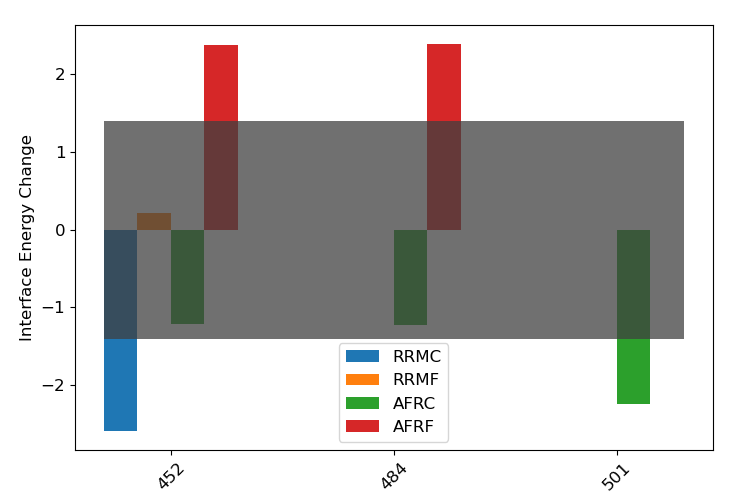 Interface Energy Change
2
1
0
−1
−2
RRMC
RRMF
AFRC
AFRF
452
484
501